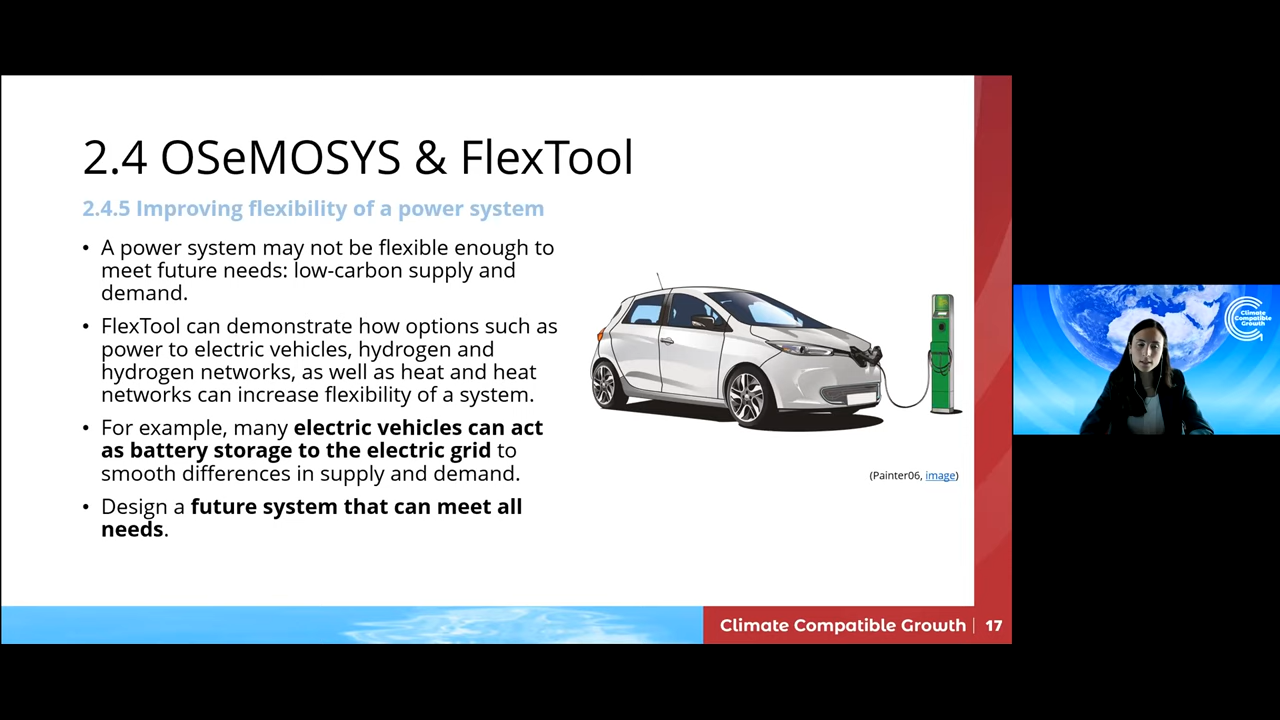 2.4 OSeMOSYS & FlexTool
2.4.5 Improving flexibility of a power system
• A power system may not be flexible enough to
meet future needs: low-carbon supply and
demand.
• FlexTool can demonstrate how options such as
power to electric vehicles, hydrogen and
hydrogen networks, as well as heat and heat
networks can increase flexibility of a system.
• For example, many electric vehicles can act
as battery storage to the electric grid to
smooth differences in supply and demand.
• Design a future system that can meet all
needs.
(Painter06, image)
Climate Compatible Growth | 17
Climate
Compatible
Growth